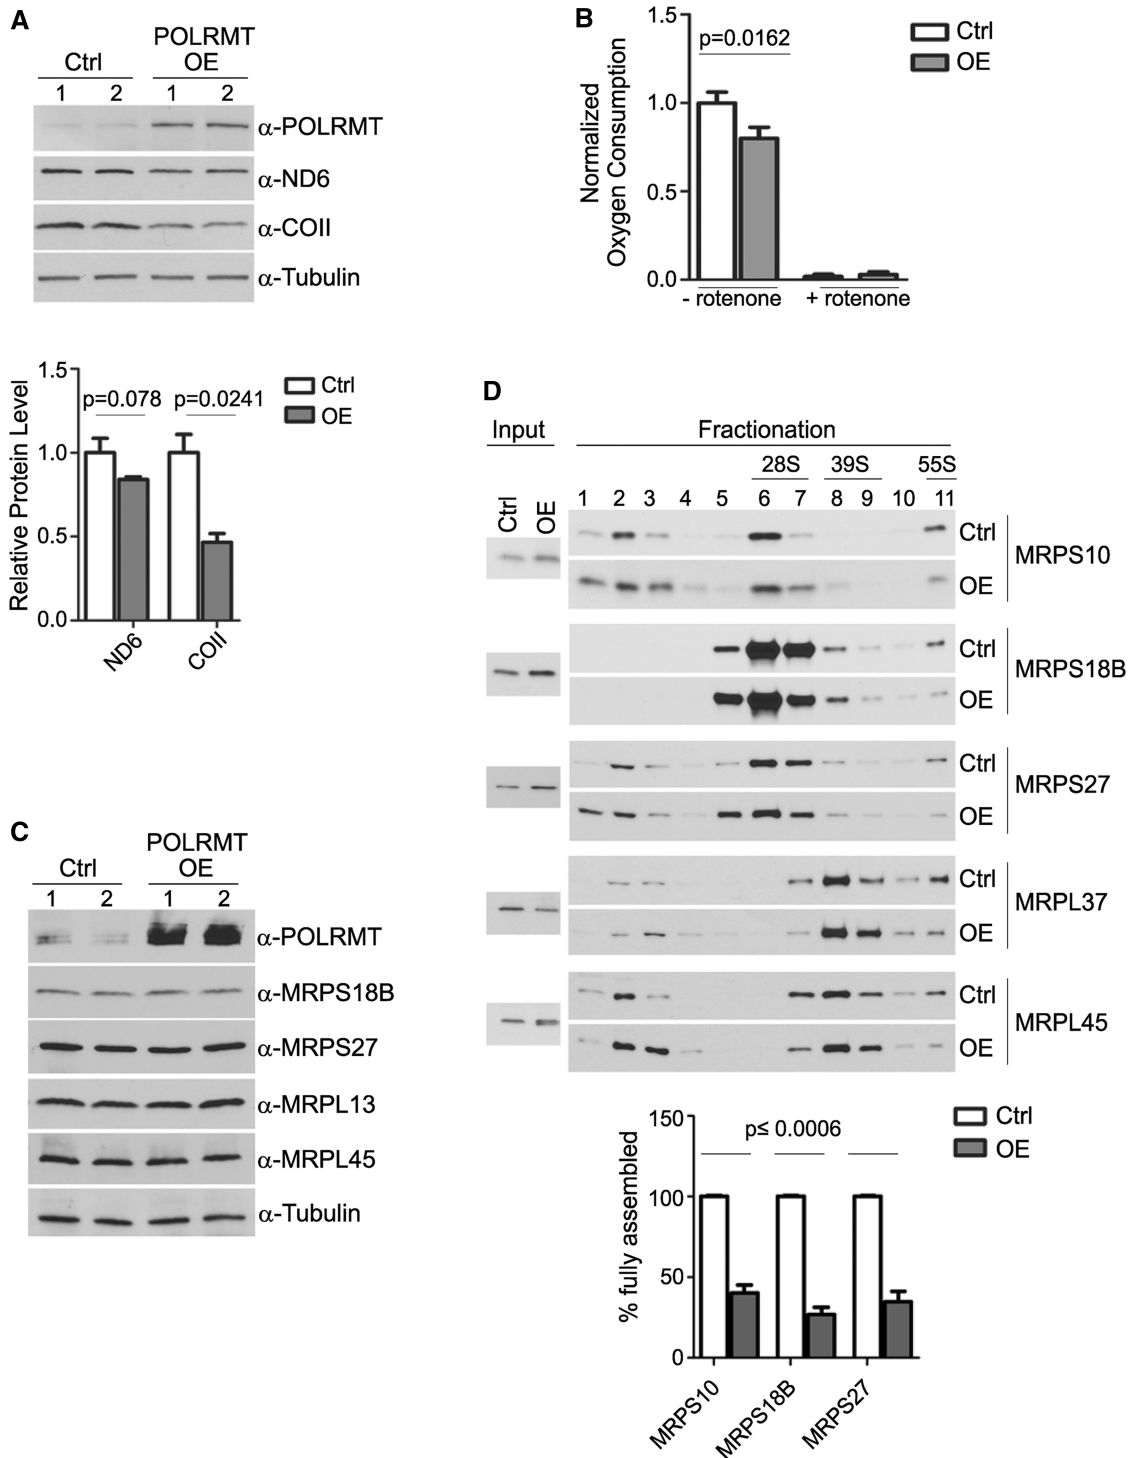 A
POLRMT
Ctrl OE
1 2 1 2
α-POLRMT
α-ND6
α-COII
α-Tubulin
1.5
1.0
0.5
0.0
Relative Protein Level
p=0.078 p=0.0241
Ctrl
OE
ND6 COII
B
1.5
1.0
0.5
0.0
Normalized
Oxygen Consumption
p=0.0162
Ctrl
OE
- rotenone + rotenone
C
POLRMT
Ctrl OE
1 2 1 2
α-POLRMT
α-MRPS18B
α-MRPS27
α-MRPL13
α-MRPL45
α-Tubulin
D
Input Fractionation
28S 39S 55S
Ctrl OE 1 2 3 4 5 6 7 8 9 10 11
Ctrl
OE
MRPS10
Ctrl
OE
MRPS18B
Ctrl
OE
MRPS27
Ctrl
OE
MRPL37
Ctrl
OE
MRPL45
150
100
50
0
% fully assembled
p≤ 0.0006
Ctrl
OE
MRPS10 MRPS18B MRPS27